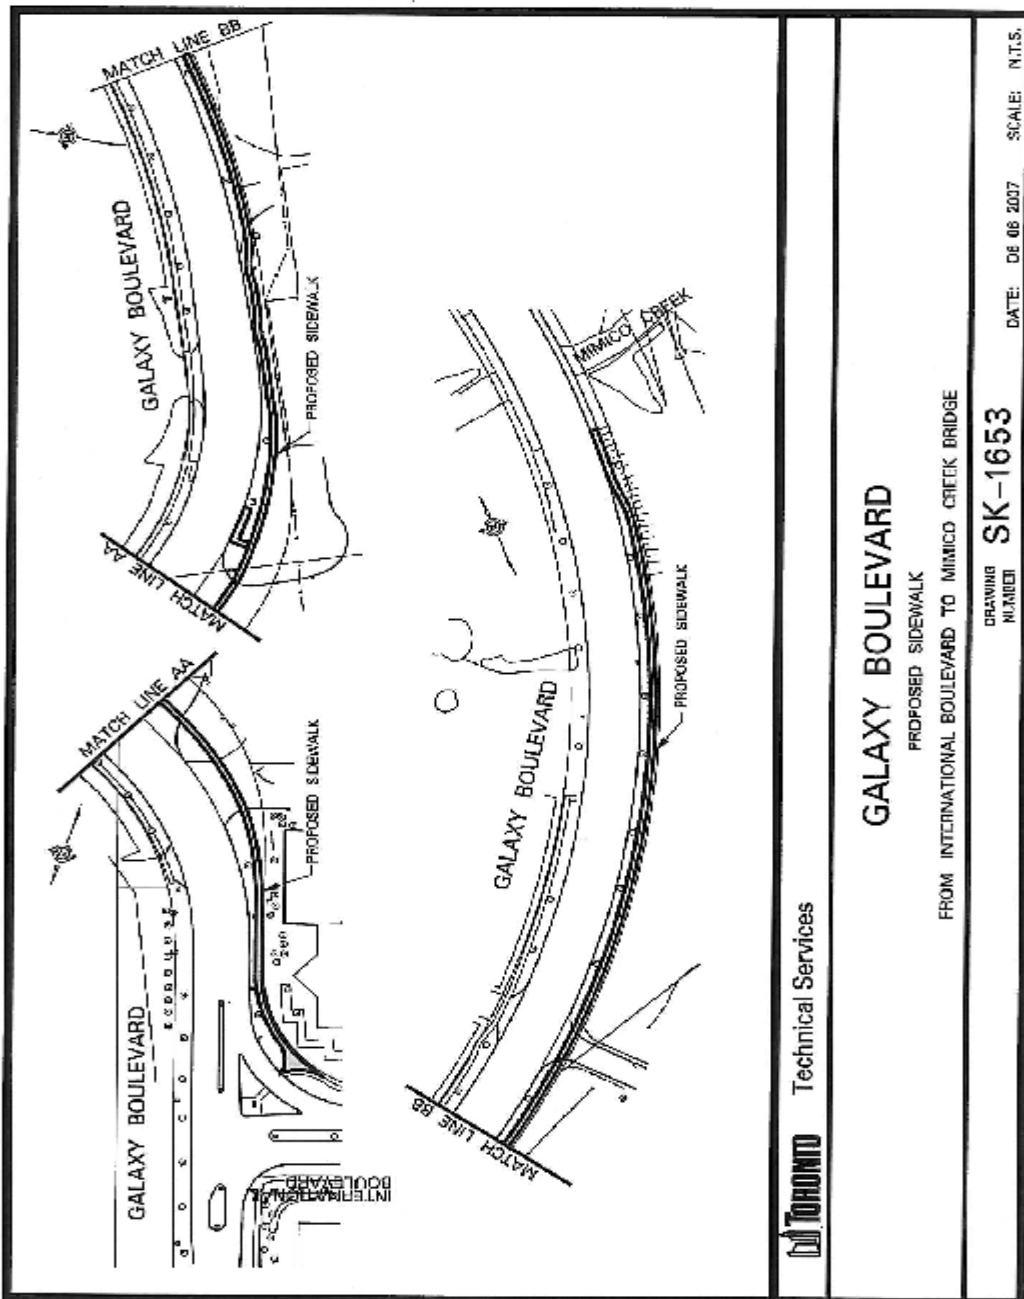 MATCH LINE AA
GALAXY BOULEVARD
PROPOSED SIDEWALK
INTERNATIONAL
BOULEVARD
MATCH LINE AA
GALAXY BOULEVARD
PROPOSED SIDEWALK
MATCH LINE BB
MATCH LINE BB
GALAXY BOULEVARD
PROPOSED SIDEWALK
MIMICO CREEK
TORONTO Technical Services
GALAXY BOULEVARD
PROPOSED SIDEWALK
FROM INTERNATIONAL BOULEVARD TO MIMICO CREEK BRIDGE
DRAWING
NUMBER SK-1653
DATE: 06 06 2007 SCALE: N.T.S.